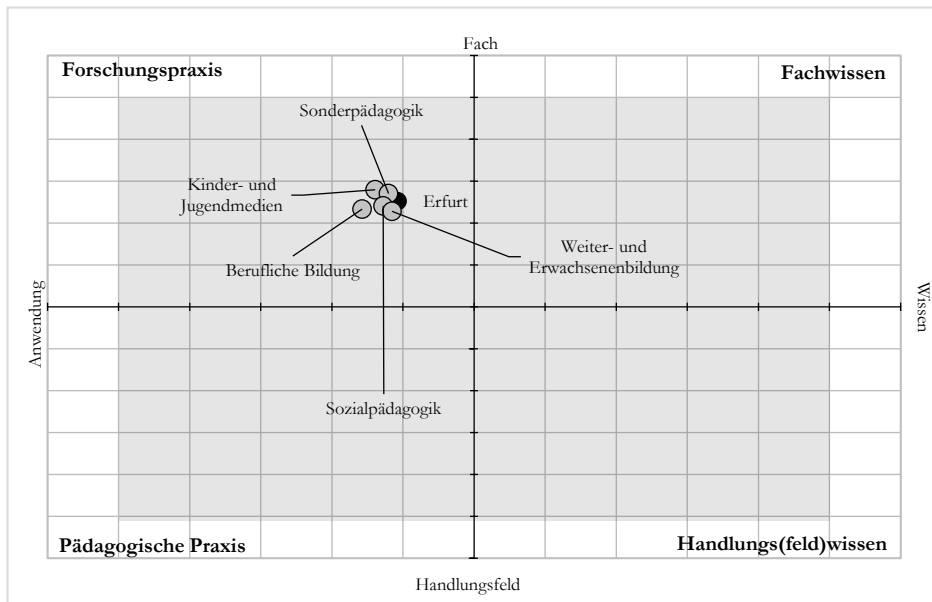 Fach
Forschungspraxis
Fachwissen
Sonderpädagogik
Kinder- und
Jugendmedien
Erfurt
Weiter- und
Erwachsenenbildung
Berufliche Bildung
Anwendung
Wissen
Sozialpädagogik
Pädagogische Praxis
Handlungs(feld)wissen
Handlungsfeld